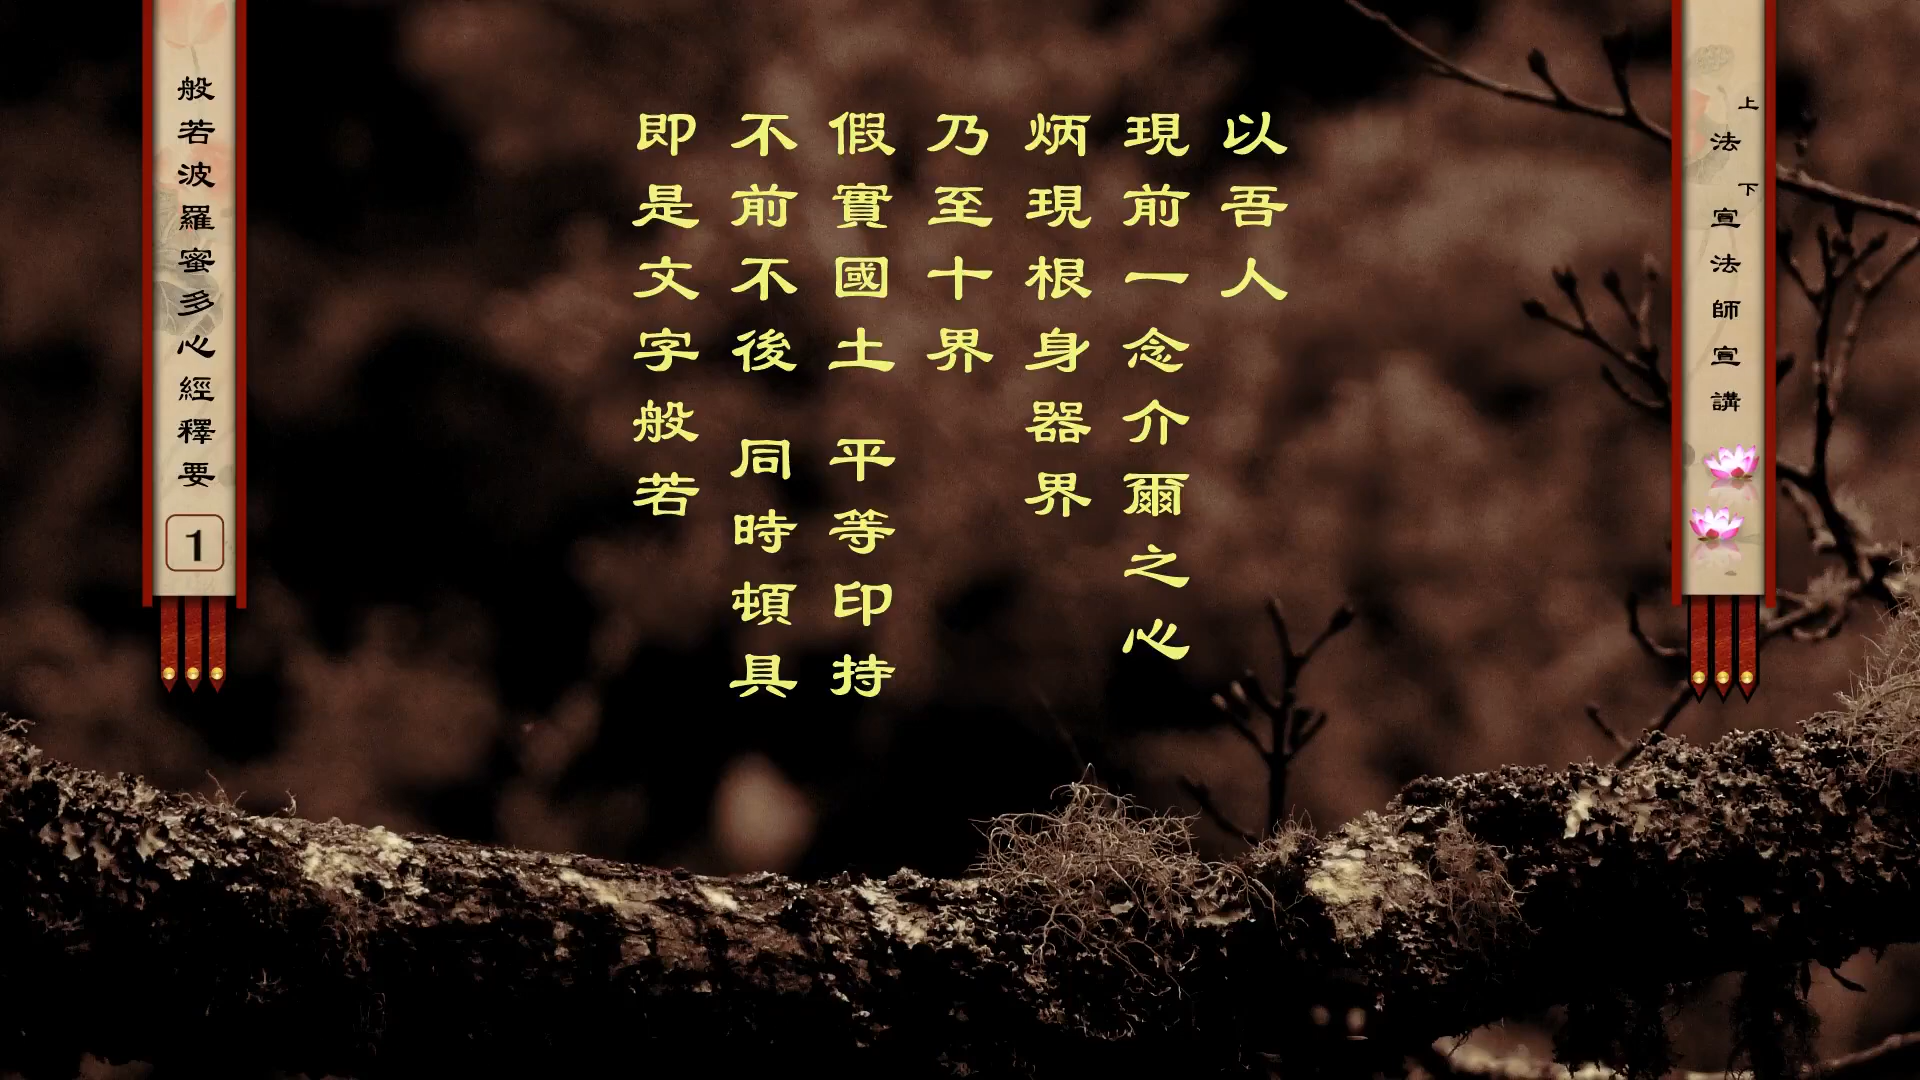 上法下宣法師宣講
以吾人
現前一念介爾之心
炳現根身器界
乃至十界
假實國土 平等印持
不前不後 同時頓具
即是文字般若
般若波羅蜜多心經釋要
1